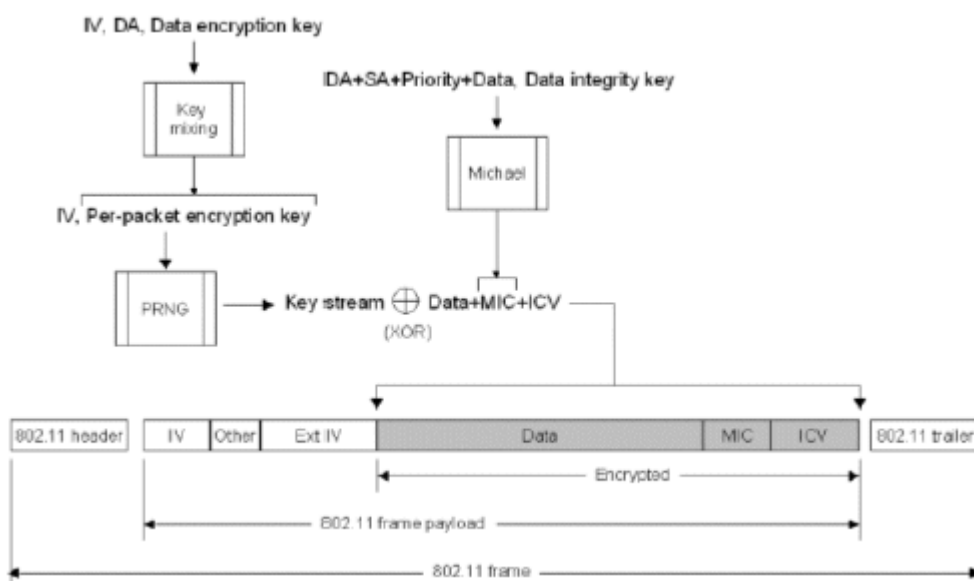 IV, DA, Data encryption key
IDA+SA+Priority+Data, Data integrity key
Key
mixing
Michael
IV, Per-packet encryption key
PRNG
Key stream ⊕ Data+MIC+ICV
(XOR)
802.11 header
IV
Other
Ext IV
Data
MIC
ICV
802.11 trailer
Encrypted
802.11 frame payload
802.11 frame